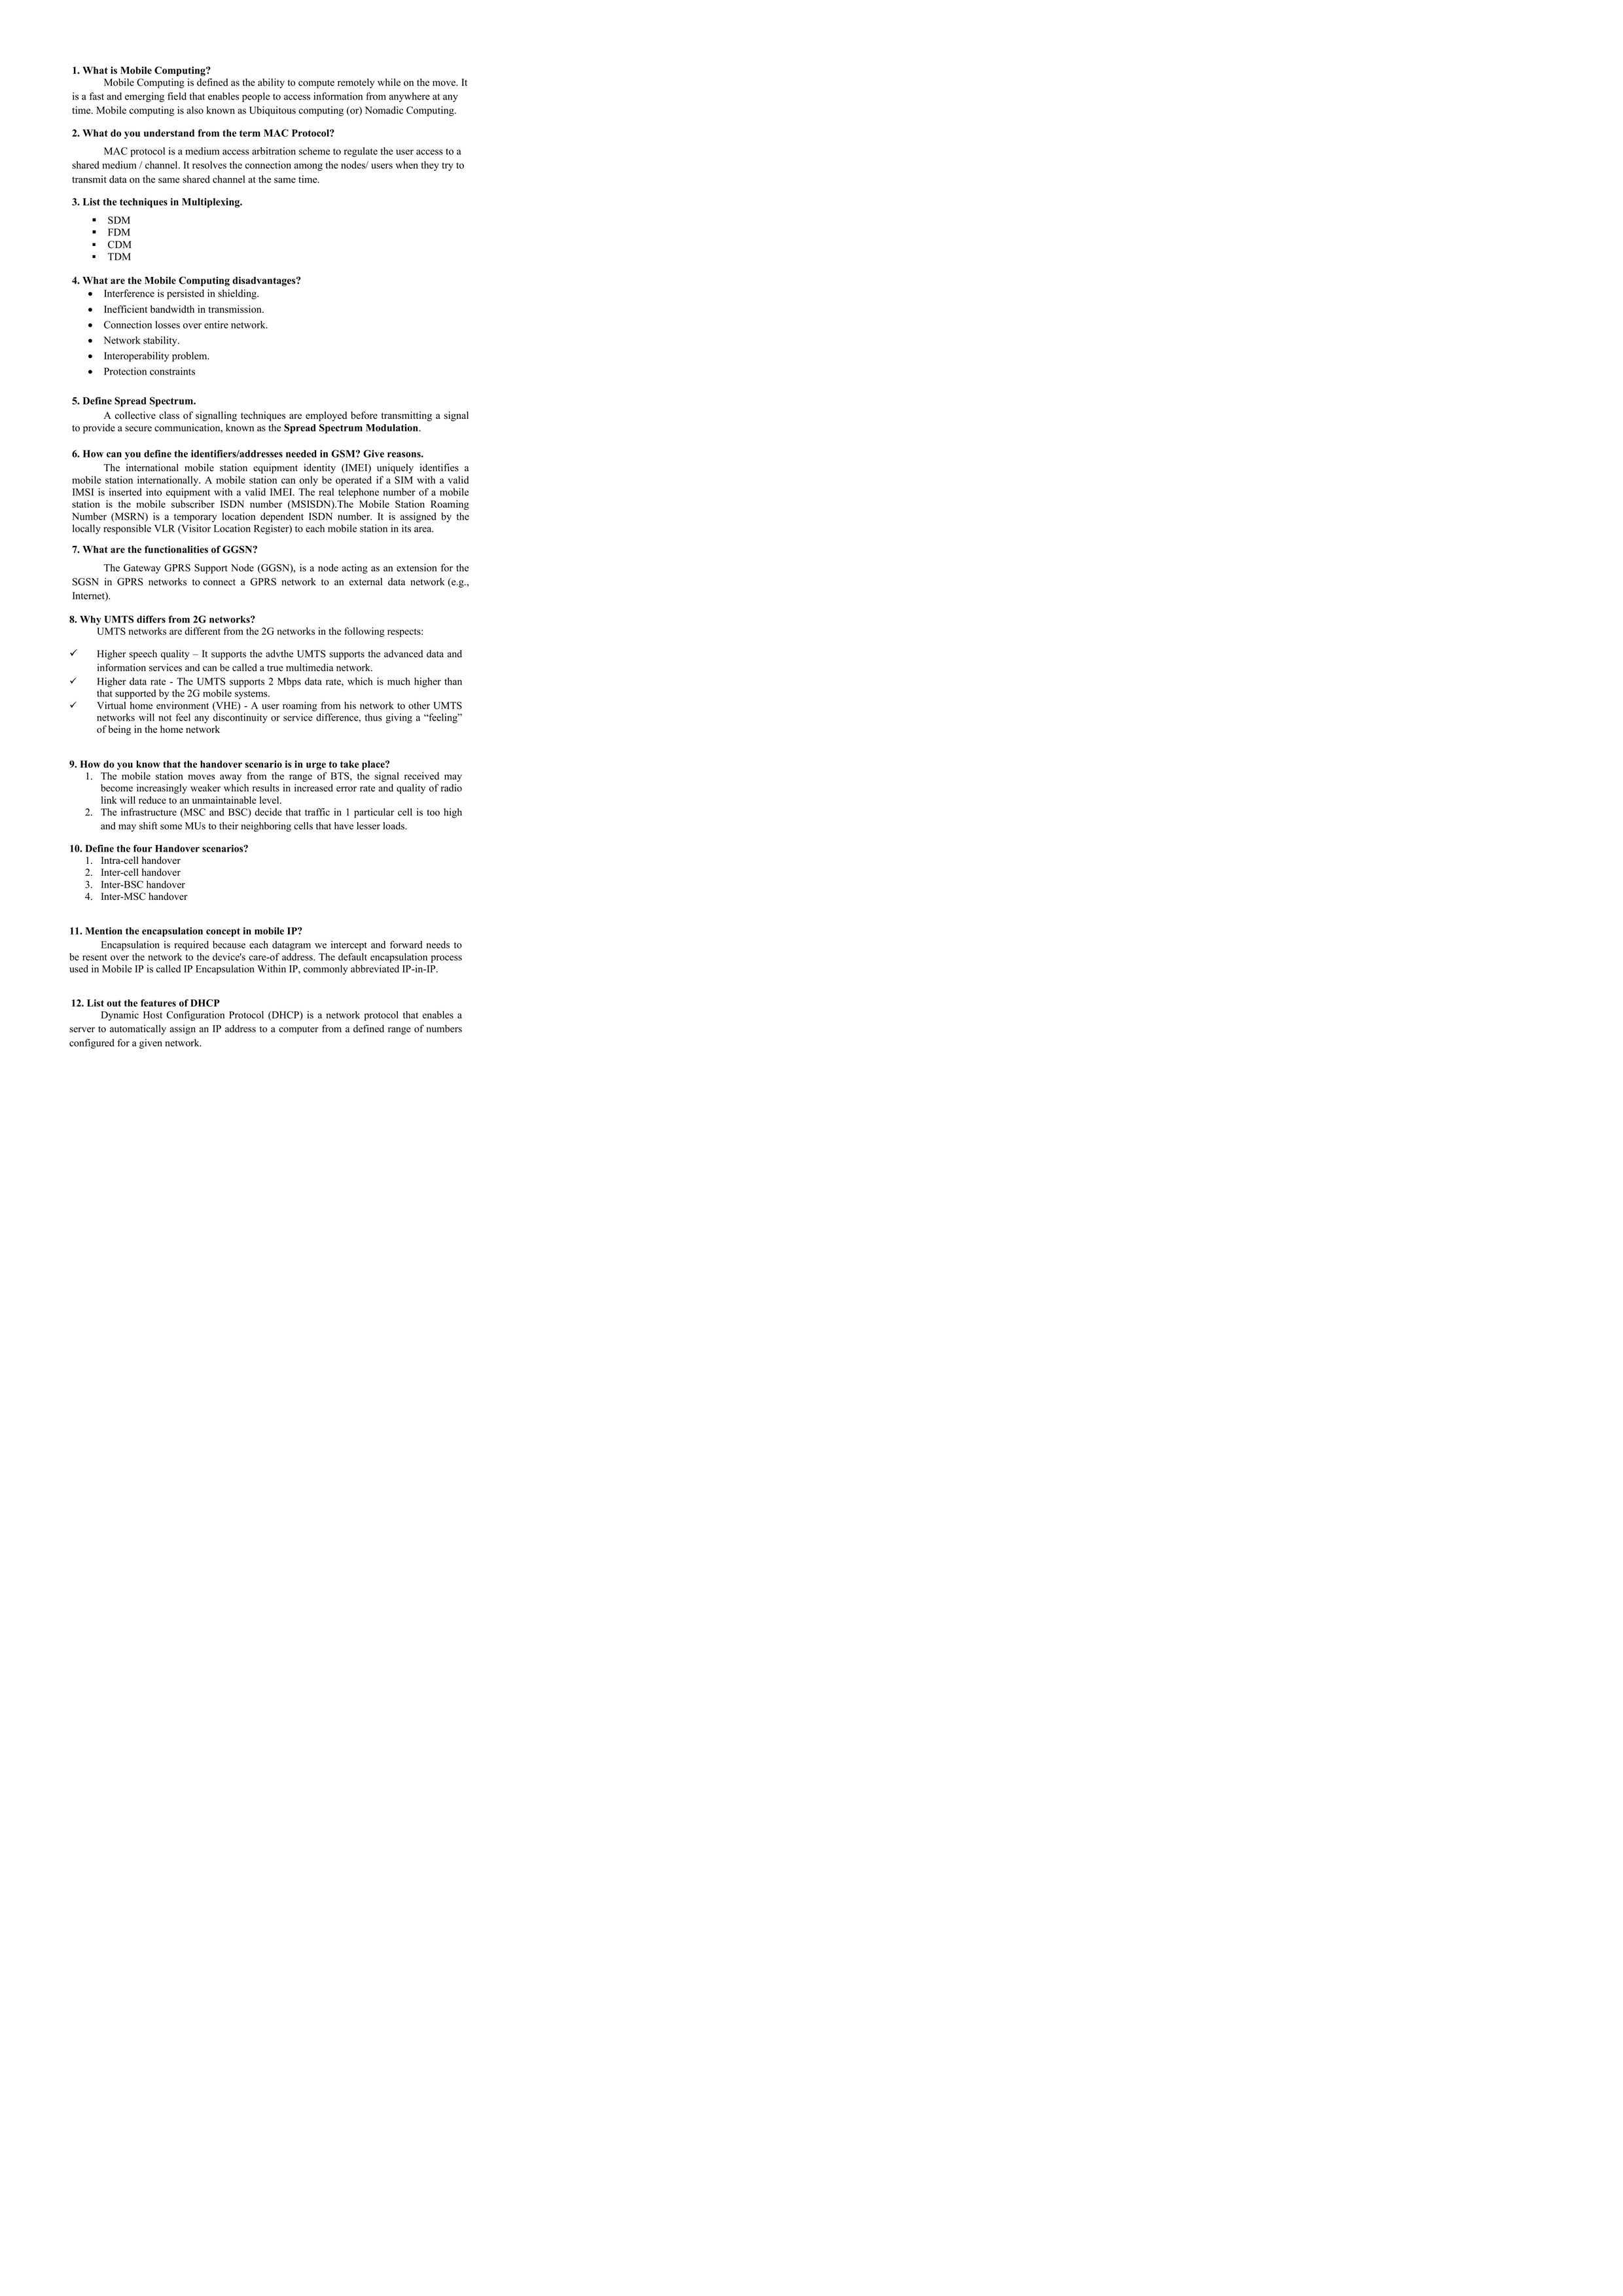 1. What is Mobile Computing?
Mobile Computing is defined as the ability to compute remotely while on the move. It
is a fast and emerging field that enables people to access information from anywhere at any
time. Mobile computing is also known as Ubiquitous computing (or) Nomadic Computing.
2. What do you understand from the term MAC Protocol?
MAC protocol is a medium access arbitration scheme to regulate the user access to a
shared medium / channel. It resolves the connection among the nodes/ users when they try to
transmit data on the same shared channel at the same time.
3. List the techniques in Multiplexing.
▪ SDM
▪ FDM
▪ CDM
▪ TDM
4. What are the Mobile Computing disadvantages?
• Interference is persisted in shielding.
• Inefficient bandwidth in transmission.
• Connection losses over entire network.
• Network stability.
• Interoperability problem.
• Protection constraints
5. Define Spread Spectrum.
A collective class of signalling techniques are employed before transmitting a signal
to provide a secure communication, known as the Spread Spectrum Modulation.
6. How can you define the identifiers/addresses needed in GSM? Give reasons.
The international mobile station equipment identity (IMEI) uniquely identifies a
mobile station internationally. A mobile station can only be operated if a SIM with a valid
IMSI is inserted into equipment with a valid IMEI. The real telephone number of a mobile
station is the mobile subscriber ISDN number (MSISDN).The Mobile Station Roaming
Number (MSRN) is a temporary location dependent ISDN number. It is assigned by the
locally responsible VLR (Visitor Location Register) to each mobile station in its area.
7. What are the functionalities of GGSN?
The Gateway GPRS Support Node (GGSN), is a node acting as an extension for the
SGSN in GPRS networks to connect a GPRS network to an external data network (e.g.,
Internet).
8. Why UMTS differs from 2G networks?
UMTS networks are different from the 2G networks in the following respects:
✓ Higher speech quality – It supports the advthe UMTS supports the advanced data and
information services and can be called a true multimedia network.
✓ Higher data rate - The UMTS supports 2 Mbps data rate, which is much higher than
that supported by the 2G mobile systems.
✓ Virtual home environment (VHE) - A user roaming from his network to other UMTS
networks will not feel any discontinuity or service difference, thus giving a “feeling”
of being in the home network
9. How do you know that the handover scenario is in urge to take place?
1. The mobile station moves away from the range of BTS, the signal received may
become increasingly weaker which results in increased error rate and quality of radio
link will reduce to an unmaintainable level.
2. The infrastructure (MSC and BSC) decide that traffic in 1 particular cell is too high
and may shift some MUs to their neighboring cells that have lesser loads.
10. Define the four Handover scenarios?
1. Intra-cell handover
2. Inter-cell handover
3. Inter-BSC handover
4. Inter-MSC handover
11. Mention the encapsulation concept in mobile IP?
Encapsulation is required because each datagram we intercept and forward needs to
be resent over the network to the device's care-of address. The default encapsulation process
used in Mobile IP is called IP Encapsulation Within IP, commonly abbreviated IP-in-IP.
12. List out the features of DHCP
Dynamic Host Configuration Protocol (DHCP) is a network protocol that enables a
server to automatically assign an IP address to a computer from a defined range of numbers
configured for a given network.